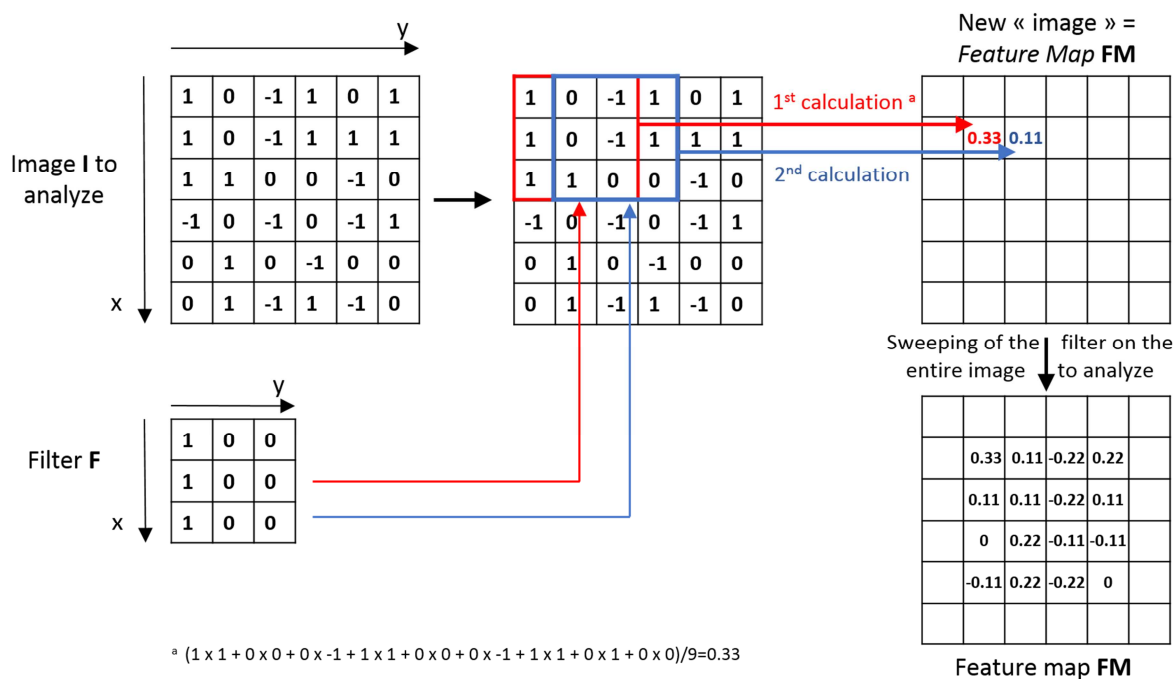 y
New « image » =
Feature Map FM
Image I to
analyze
x
1 0 -1 1 0 1
1 0 -1 1 1 1
1 1 0 0 -1 0
-1 0 -1 0 -1 1
0 1 0 -1 0 0
0 1 -1 1 -1 0
1 0 -1 1 0 1
1 0 -1 1 1 1
1 1 0 0 -1 0
-1 0 -1 0 -1 1
0 1 0 -1 0 0
0 1 -1 1 -1 0
1st calculation a
2nd calculation
0.33 0.11
Sweeping of the filter on the
entire image to analyze
y
Filter F
x
1 0 0
1 0 0
1 0 0
0.33 0.11 -0.22 0.22
0.11 0.11 -0.22 0.11
0 0.22 -0.11 -0.11
-0.11 0.22 -0.22 0
a (1 x 1 + 0 x 0 + 0 x -1 + 1 x 1 + 0 x 0 + 0 x -1 + 1 x 1 + 0 x 1 + 0 x 0)/9=0.33
Feature map FM